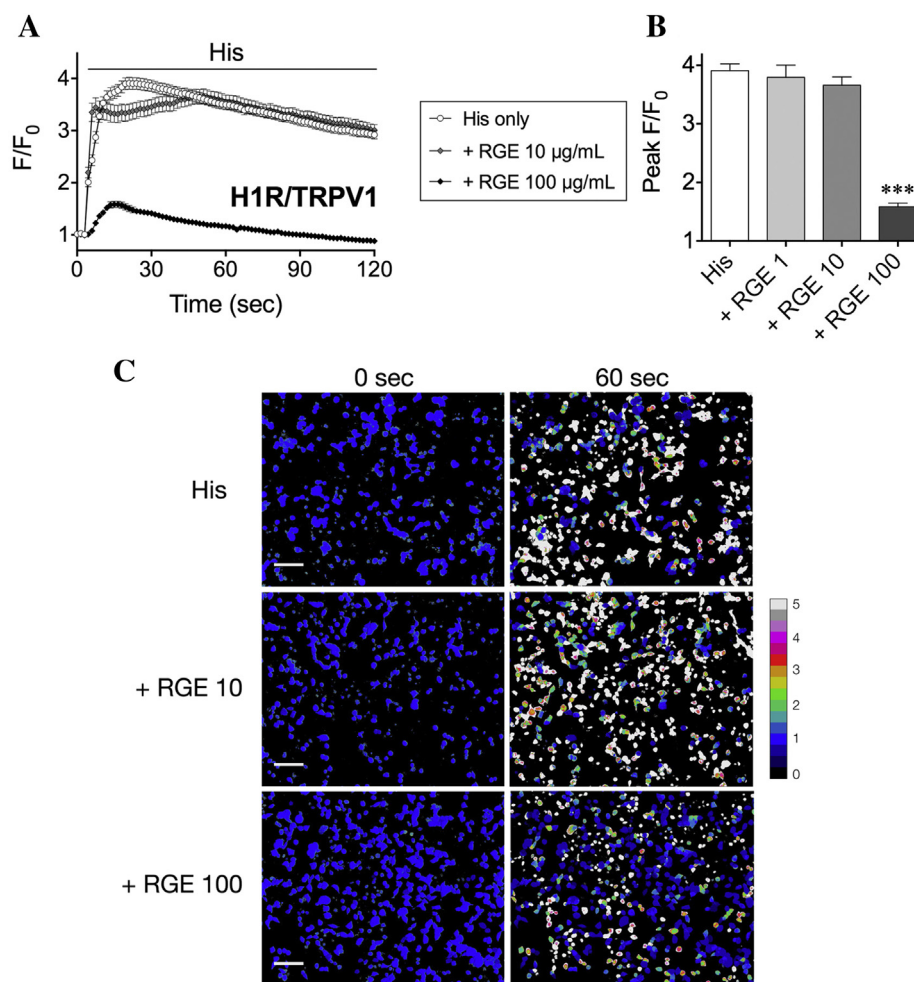 A
His
4
3
2
1
F/F0
0
30
60
90
120
Time (sec)
H1R/TRPV1
His only
+ RGE 10 µg/mL
+ RGE 100 µg/mL
B
4
3
2
1
Peak F/F0
***
His
+ RGE 1
+ RGE 10
+ RGE 100
C
0 sec
60 sec
His
+ RGE 10
+ RGE 100
5
4
3
2
1
0